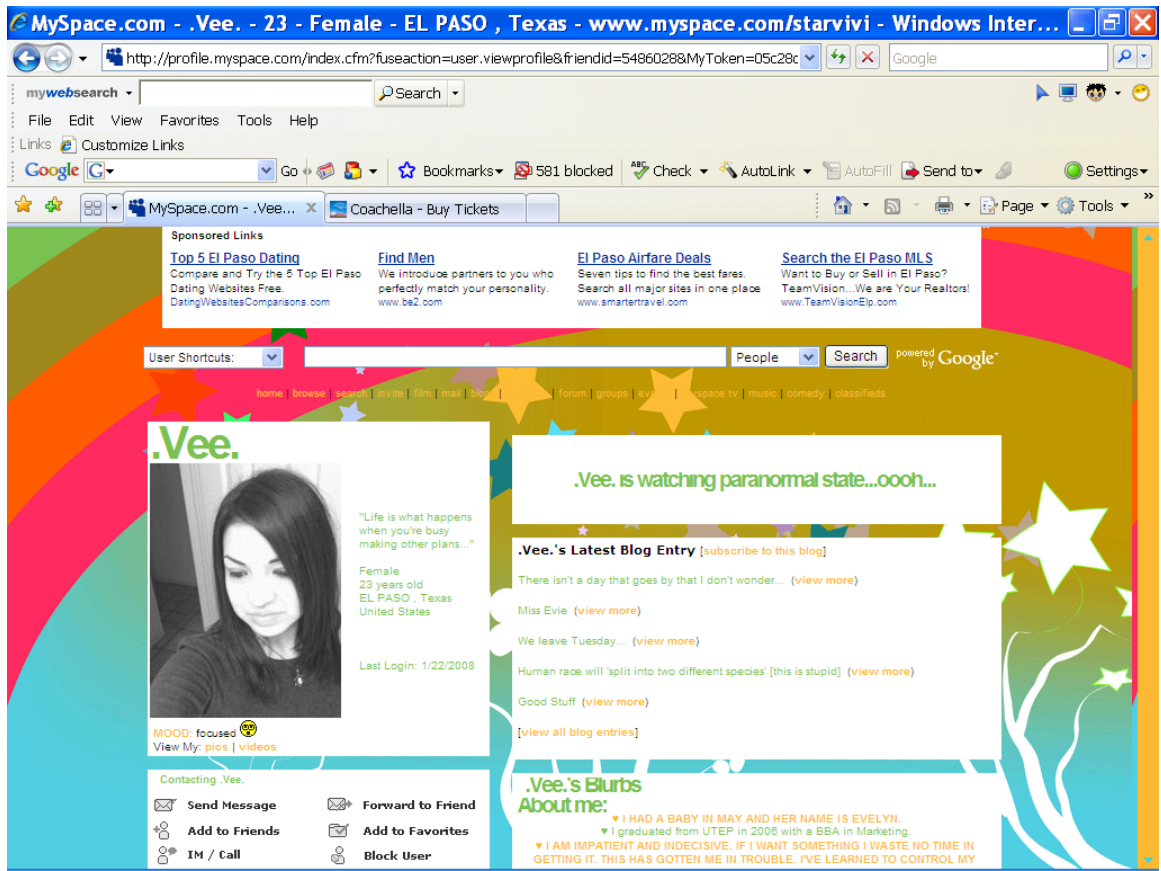 MySpace.com - .Vee. - 23 - Female - EL PASO , Texas - www.myspace.com/starvivi - Windows Inter...
http://profile.myspace.com/index.cfm?fuseaction=user.viewprofile&friendid=5486028&MyToken=05c28c
Google
mywebsearch
Search
File Edit View Favorites Tools Help
Links Customize Links
Google G Go Bookmarks 581 blocked ABC Check AutoLink AutoFill Send to Settings
MySpace.com - .Vee... X Coachella - Buy Tickets Page Tools »
Sponsored Links
Top 5 El Paso Dating
Compare and Try the 5 Top El Paso
Dating Websites Free.
DatingWebsitesComparisons.com
Find Men
We introduce partners to you who
perfectly match your personality.
www.be2.com
El Paso Airfare Deals
Seven tips to find the best fares.
Search all major sites in one place
www.smartertravel.com
Search the El Paso MLS
Want to Buy or Sell in El Paso?
TeamVision...We are Your Realtors!
www.TeamVisionElp.com
User Shortcuts: People Search powered by Google
home | browse | search | invite | film | mail | blog | | forum | groups | | myspace tv | music | comedy | classifieds
.Vee.
"Life is what happens
when you're busy
making other plans..."
Female
23 years old
EL PASO , Texas
United States
Last Login: 1/22/2008
MOOD: focused
View My: pics | videos
Contacting .Vee.
Send Message Forward to Friend
Add to Friends Add to Favorites
IM / Call Block User
.Vee. is watching paranormal state...oooh...
.Vee.'s Latest Blog Entry [subscribe to this blog]
There isn't a day that goes by that I don't wonder... (view more)
Miss Evie (view more)
We leave Tuesday... (view more)
Human race will 'split into two different species' [this is stupid] (view more)
Good Stuff (view more)
[view all blog entries]
.Vee.'s Blurbs
About me:
♥ I HAD A BABY IN MAY AND HER NAME IS EVELYN.
♥ I graduated from UTEP in 2006 with a BBA in Marketing.
♥ I AM IMPATIENT AND INDECISIVE. IF I WANT SOMETHING I WASTE NO TIME IN
GETTING IT. THIS HAS GOTTEN ME IN TROUBLE. I'VE LEARNED TO CONTROL MY